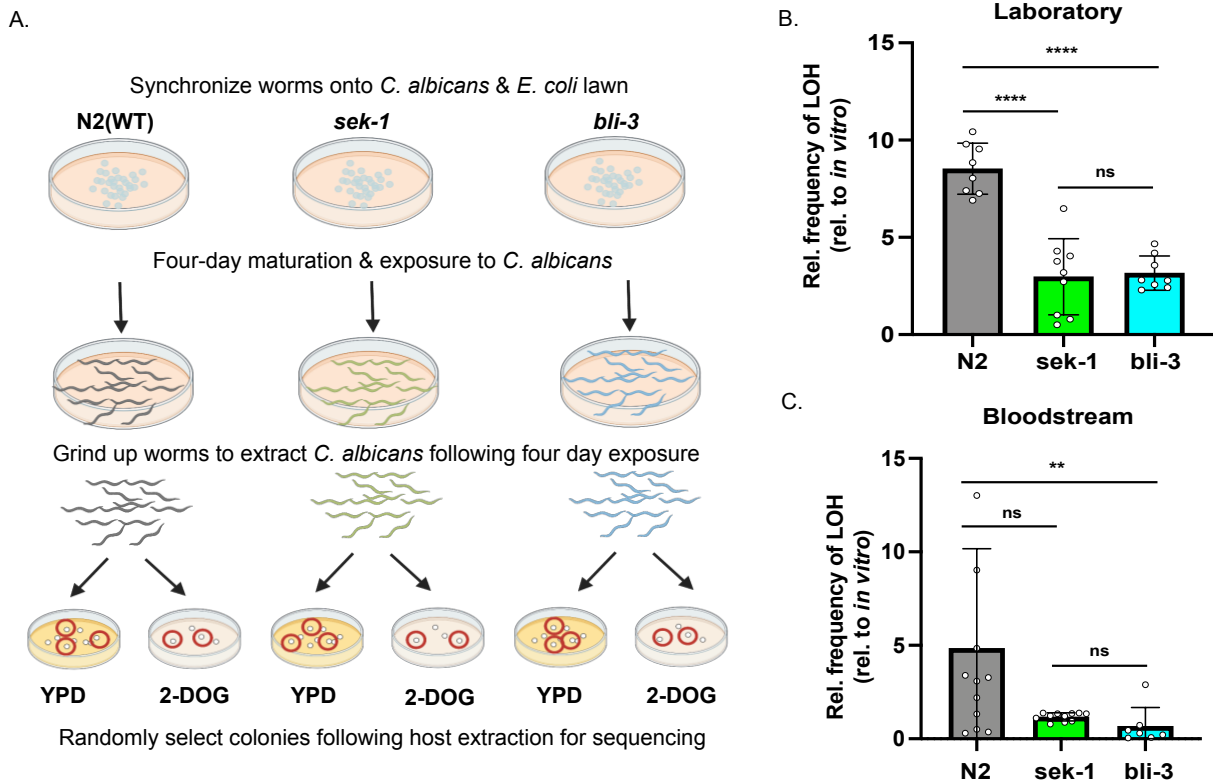 A.
Synchronize worms onto C. albicans & E. coli lawn
N2(WT)
sek-1
bli-3
Four-day maturation & exposure to C. albicans
Grind up worms to extract C. albicans following four day exposure
YPD
2-DOG
YPD
2-DOG
YPD
2-DOG
Randomly select colonies following host extraction for sequencing
B.
Laboratory
Rel. frequency of LOH
(rel. to in vitro)
15
10
5
0
****
****
ns
N2
sek-1
bli-3
C.
Bloodstream
Rel. frequency of LOH
(rel. to in vitro)
15
10
5
0
**
ns
ns
N2
sek-1
bli-3